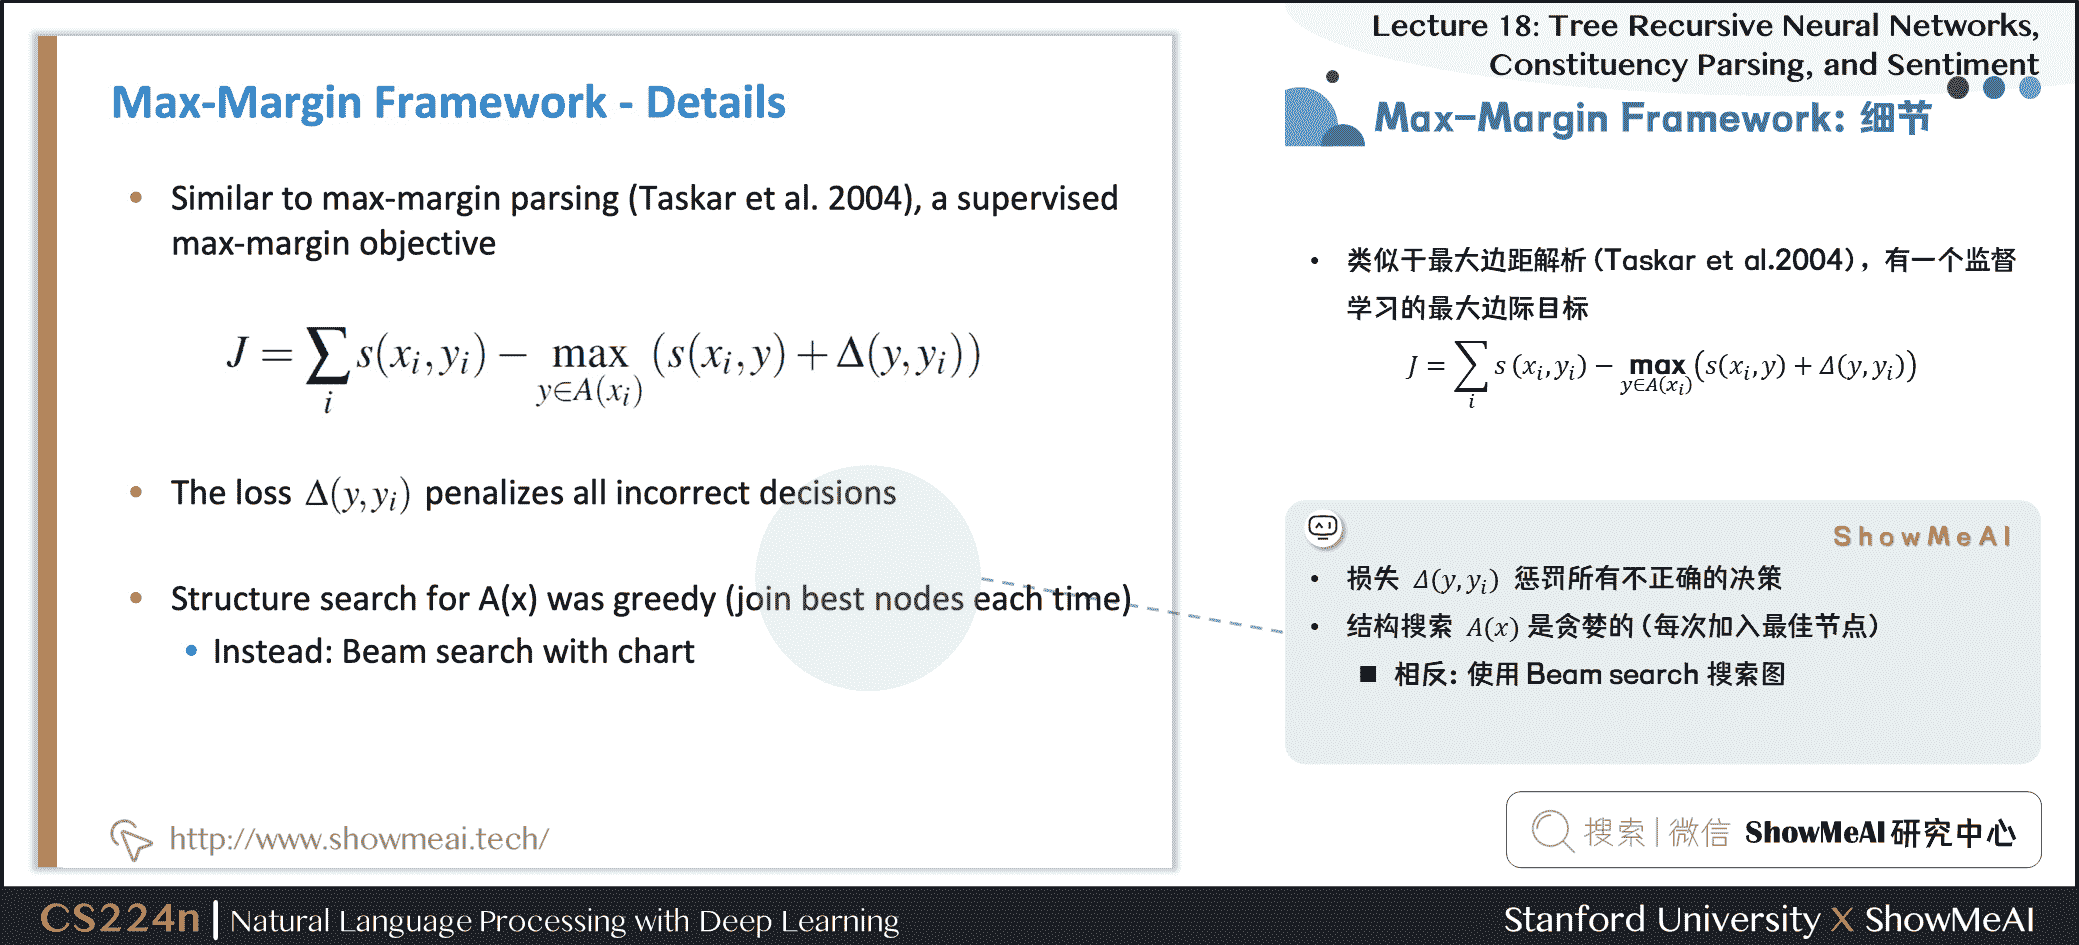 Lecture 18: Tree Recursive Neural Networks,
Constituency Parsing, and Sentiment
Max-Margin Framework - Details
• Similar to max-margin parsing (Taskar et al. 2004), a supervised
max-margin objective
J = ∑_i s(x_i, y_i) − max_{y∈A(x_i)} (s(x_i, y) + Δ(y, y_i))
• The loss Δ(y, y_i) penalizes all incorrect decisions
• Structure search for A(x) was greedy (join best nodes each time)
• Instead: Beam search with chart
http://www.showmeai.tech/
Max-Margin Framework: 细节
• 类似于最大边距解析 (Taskar et al.2004)，有一个监督
学习的最大边际目标
J = ∑_i s (x_i, y_i) − max_{y∈A(x_i)} (s(x_i, y) + Δ(y, y_i))
ShowMeAI
• 损失 Δ(y, y_i) 惩罚所有不正确的决策
• 结构搜索 A(x) 是贪婪的 (每次加入最佳节点)
■ 相反: 使用 Beam search 搜索图
搜索 | 微信 ShowMeAI 研究中心
CS224n | Natural Language Processing with Deep Learning
Stanford University X ShowMeAI